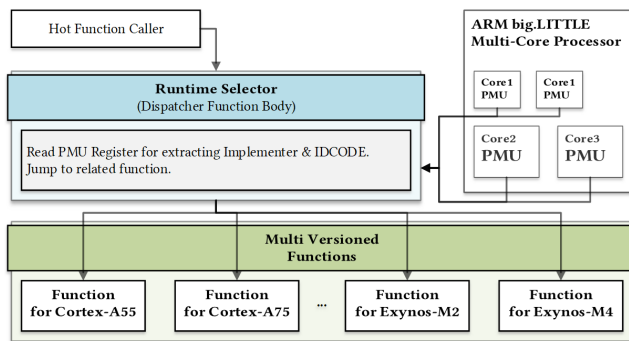 Hot Function Caller
ARM big.LITTLE
Multi-Core Processor
Runtime Selector
(Dispatcher Function Body)
Core1
PMU
Core1
PMU
Read PMU Register for extracting Implementer & IDCODE.
Jump to related function.
Core2
PMU
Core3
PMU
Multi Versioned
Functions
Function
for Cortex-A55
Function
for Cortex-A75
...
Function
for Exynos-M2
Function
for Exynos-M4